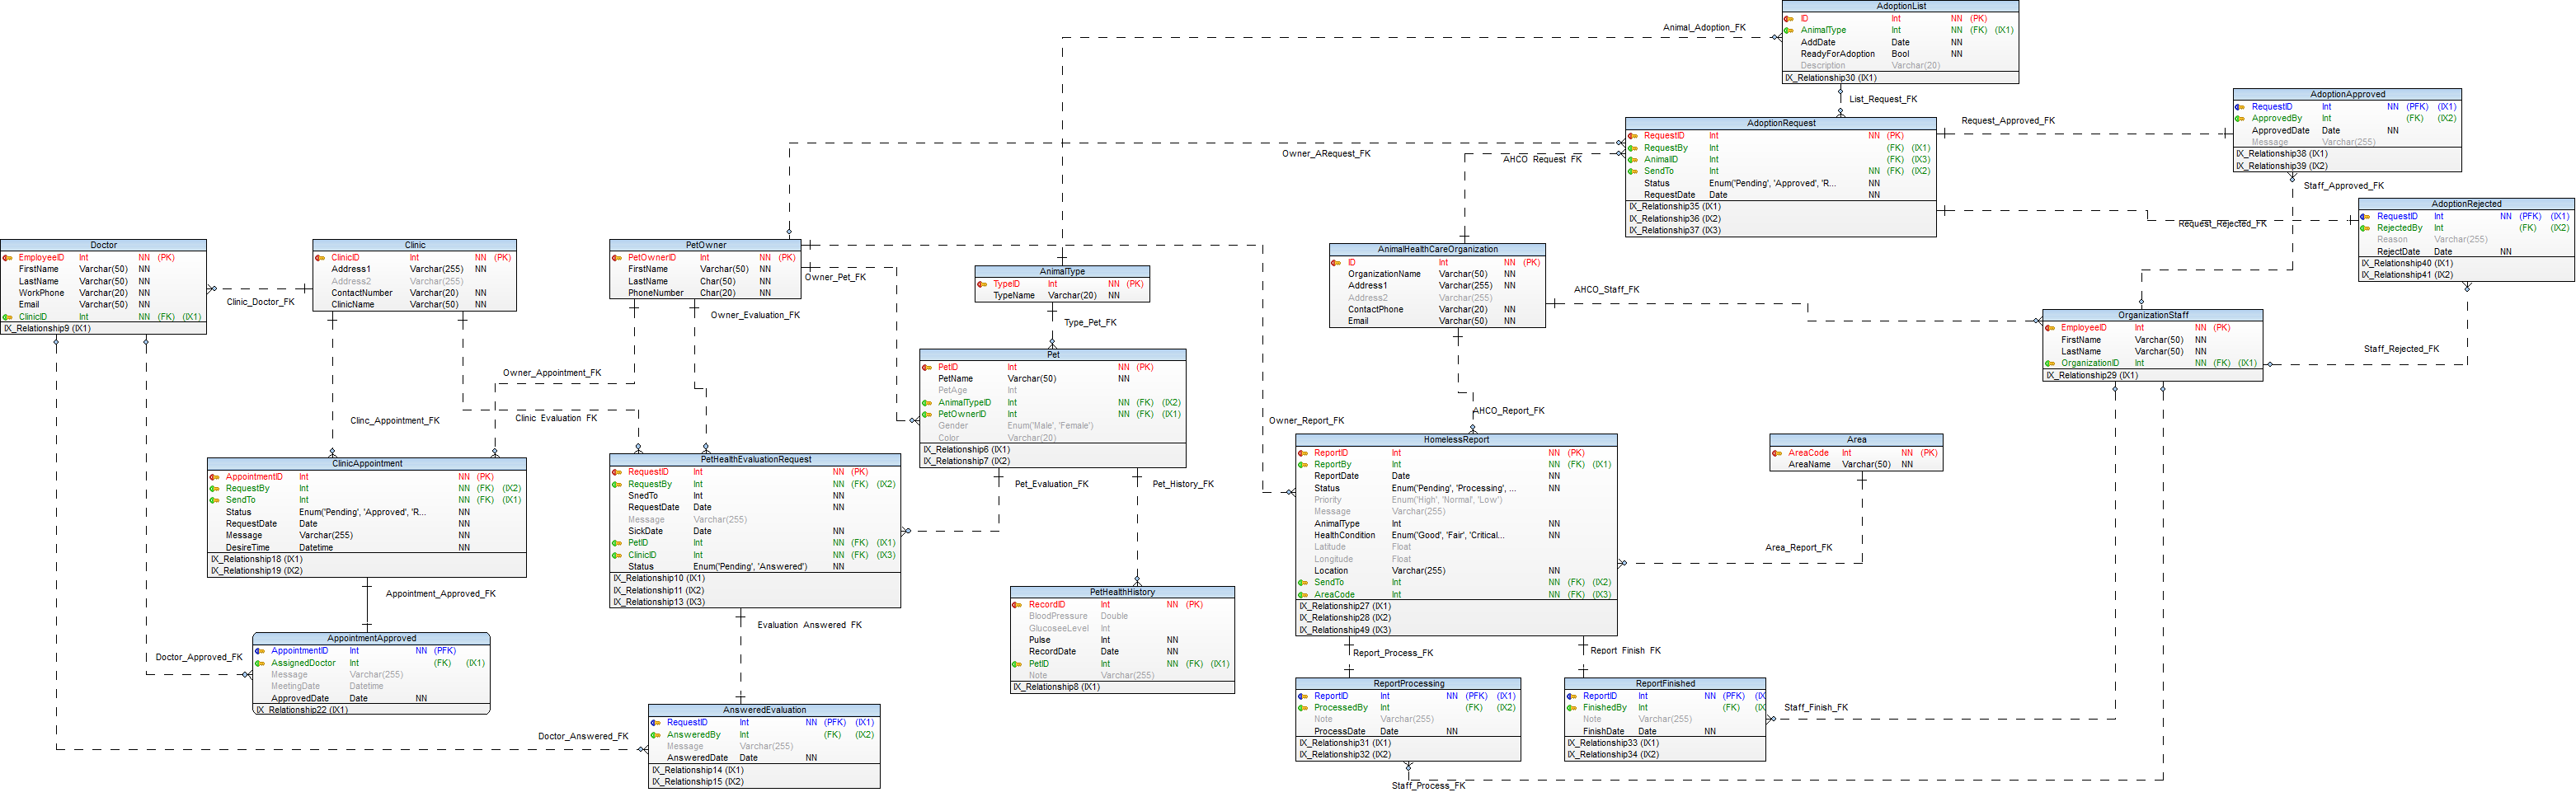 AdoptionList
ID Int NN (PK)
AnimalType Int NN (FK) (IX1)
AddDate Date NN
ReadyForAdoption Bool NN
Description Varchar(20)
IX_Relationship30 (IX1)
Animal_Adoption_FK
List_Request_FK
AdoptionRequest
RequestID Int NN (PK)
RequestBy Int (FK) (IX1)
AnimalID Int (FK) (IX3)
SendTo Int NN (FK) (IX2)
Status Enum('Pending', 'Approved', 'R... NN
RequestDate Date NN
IX_Relationship35 (IX1)
IX_Relationship36 (IX2)
IX_Relationship37 (IX3)
Request_Approved_FK
AdoptionApproved
RequestID Int NN (PFK) (IX1)
ApprovedBy Int (FK) (IX2)
ApprovedDate Date NN
Message Varchar(255)
IX_Relationship38 (IX1)
IX_Relationship39 (IX2)
Staff_Approved_FK
Request_Rejected_FK
AdoptionRejected
RequestID Int NN (PFK) (IX1)
RejectedBy Int (FK) (IX2)
Reason Varchar(255)
RejectDate Date NN
IX_Relationship40 (IX1)
IX_Relationship41 (IX2)
Owner_ARequest_FK
AHCO_Request_FK
Doctor
EmployeeID Int NN (PK)
FirstName Varchar(50) NN
LastName Varchar(50) NN
WorkPhone Varchar(20) NN
Email Varchar(50) NN
ClinicID Int NN (FK) (IX1)
IX_Relationship9 (IX1)
Clinic_Doctor_FK
Clinic
ClinicID Int NN (PK)
Address1 Varchar(255) NN
Address2 Varchar(255)
ContactNumber Varchar(20) NN
ClinicName Varchar(50) NN
PetOwner
PetOwnerID Int NN (PK)
FirstName Varchar(50) NN
LastName Char(50) NN
PhoneNumber Char(20) NN
Owner_Pet_FK
Owner_Evaluation_FK
AnimalType
TypeID Int NN (PK)
TypeName Varchar(20) NN
Type_Pet_FK
AnimalHealthCareOrganization
ID Int NN (PK)
OrganizationName Varchar(50) NN
Address1 Varchar(255) NN
Address2 Varchar(255)
ContactPhone Varchar(20) NN
Email Varchar(50) NN
AHCO_Staff_FK
OrganizationStaff
EmployeeID Int NN (PK)
FirstName Varchar(50) NN
LastName Varchar(50) NN
OrganizationID Int NN (FK) (IX1)
IX_Relationship29 (IX1)
Staff_Rejected_FK
Owner_Appointment_FK
Clinc_Appointment_FK
Clinic_Evaluation_FK
Pet
PetID Int NN (PK)
PetName Varchar(50) NN
PetAge Int
AnimalTypeID Int NN (FK) (IX2)
PetOwnerID Int NN (FK) (IX1)
Gender Enum('Male', 'Female')
Color Varchar(20)
IX_Relationship6 (IX1)
IX_Relationship7 (IX2)
Owner_Report_FK
AHCO_Report_FK
ClinicAppointment
AppointmentID Int NN (PK)
RequestBy Int NN (FK) (IX2)
SendTo Int NN (FK) (IX1)
Status Enum('Pending', 'Approved', 'R... NN
RequestDate Date NN
Message Varchar(255) NN
DesireTime Datetime NN
IX_Relationship18 (IX1)
IX_Relationship19 (IX2)
Appointment_Approved_FK
PetHealthEvaluationRequest
RequestID Int NN (PK)
RequestBy Int NN (FK) (IX2)
SnedTo Int NN
RequestDate Date NN
Message Varchar(255)
SickDate Date NN
PetID Int NN (FK) (IX1)
ClinicID Int NN (FK) (IX3)
Status Enum('Pending', 'Answered') NN
IX_Relationship10 (IX1)
IX_Relationship11 (IX2)
IX_Relationship13 (IX3)
Evaluation_Answered_FK
Pet_Evaluation_FK
Pet_History_FK
PetHealthHistory
RecordID Int NN (PK)
BloodPressure Double
GlucoseeLevel Int
Pulse Int NN
RecordDate Date NN
PetID Int NN (FK) (IX1)
Note Varchar(255)
IX_Relationship8 (IX1)
HomelessReport
ReportID Int NN (PK)
ReportBy Int NN (FK) (IX1)
ReportDate Date NN
Status Enum('Pending', 'Processing', ... NN
Priority Enum('High', 'Normal', 'Low')
Message Varchar(255)
AnimalType Int NN
HealthCondition Enum('Good', 'Fair', 'Critical... NN
Latitude Float
Longitude Float
Location Varchar(255) NN
SendTo Int NN (FK) (IX2)
AreaCode Int NN (FK) (IX3)
IX_Relationship27 (IX1)
IX_Relationship28 (IX2)
IX_Relationship49 (IX3)
Area
AreaCode Int NN (PK)
AreaName Varchar(50) NN
Area_Report_FK
Report_Process_FK
Report_Finish_FK
Doctor_Approved_FK
AppointmentApproved
AppointmentID Int NN (PFK)
AssignedDoctor Int (FK) (IX1)
Message Varchar(255)
MeetingDate Datetime
ApprovedDate Date NN
IX_Relationship22 (IX1)
Doctor_Answered_FK
AnsweredEvaluation
RequestID Int NN (PFK) (IX1)
AnsweredBy Int (FK) (IX2)
Message Varchar(255)
AnsweredDate Date NN
IX_Relationship14 (IX1)
IX_Relationship15 (IX2)
ReportProcessing
ReportID Int NN (PFK) (IX1)
ProcessedBy Int (FK) (IX2)
Note Varchar(255)
ProcessDate Date NN
IX_Relationship31 (IX1)
IX_Relationship32 (IX2)
ReportFinished
ReportID Int NN (PFK) (IX
FinishedBy Int (FK) (IX
Note Varchar(255)
FinishDate Date NN
IX_Relationship33 (IX1)
IX_Relationship34 (IX2)
Staff_Finish_FK
Staff_Process_FK